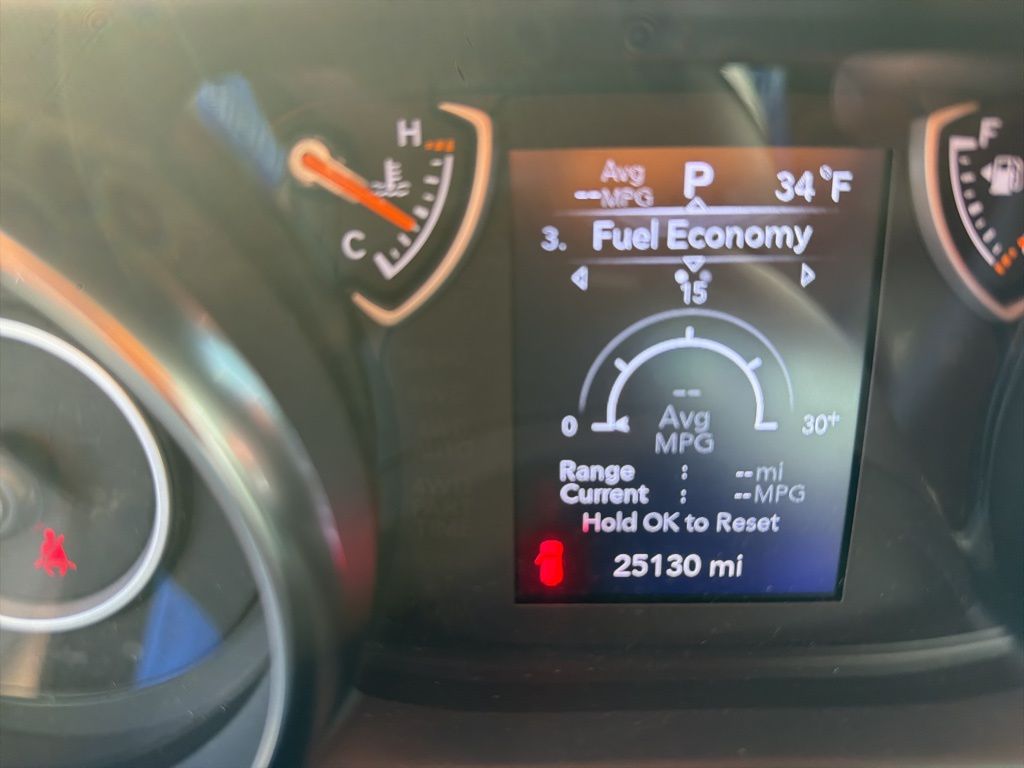 H
C
Avg
--MPG
P
34°F
3. Fuel Economy
15
0
--
Avg
MPG
30+
Range : --mi
Current : --MPG
Hold OK to Reset
25130 mi
F